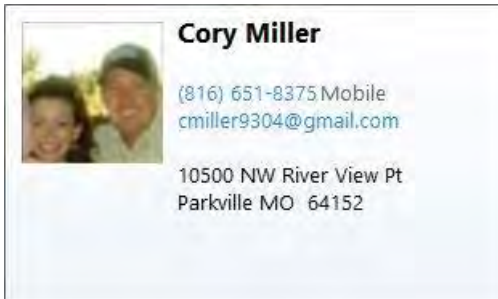 Cory Miller
(816) 651-8375 Mobile
cmiller9304@gmail.com
10500 NW River View Pt
Parkville MO  64152